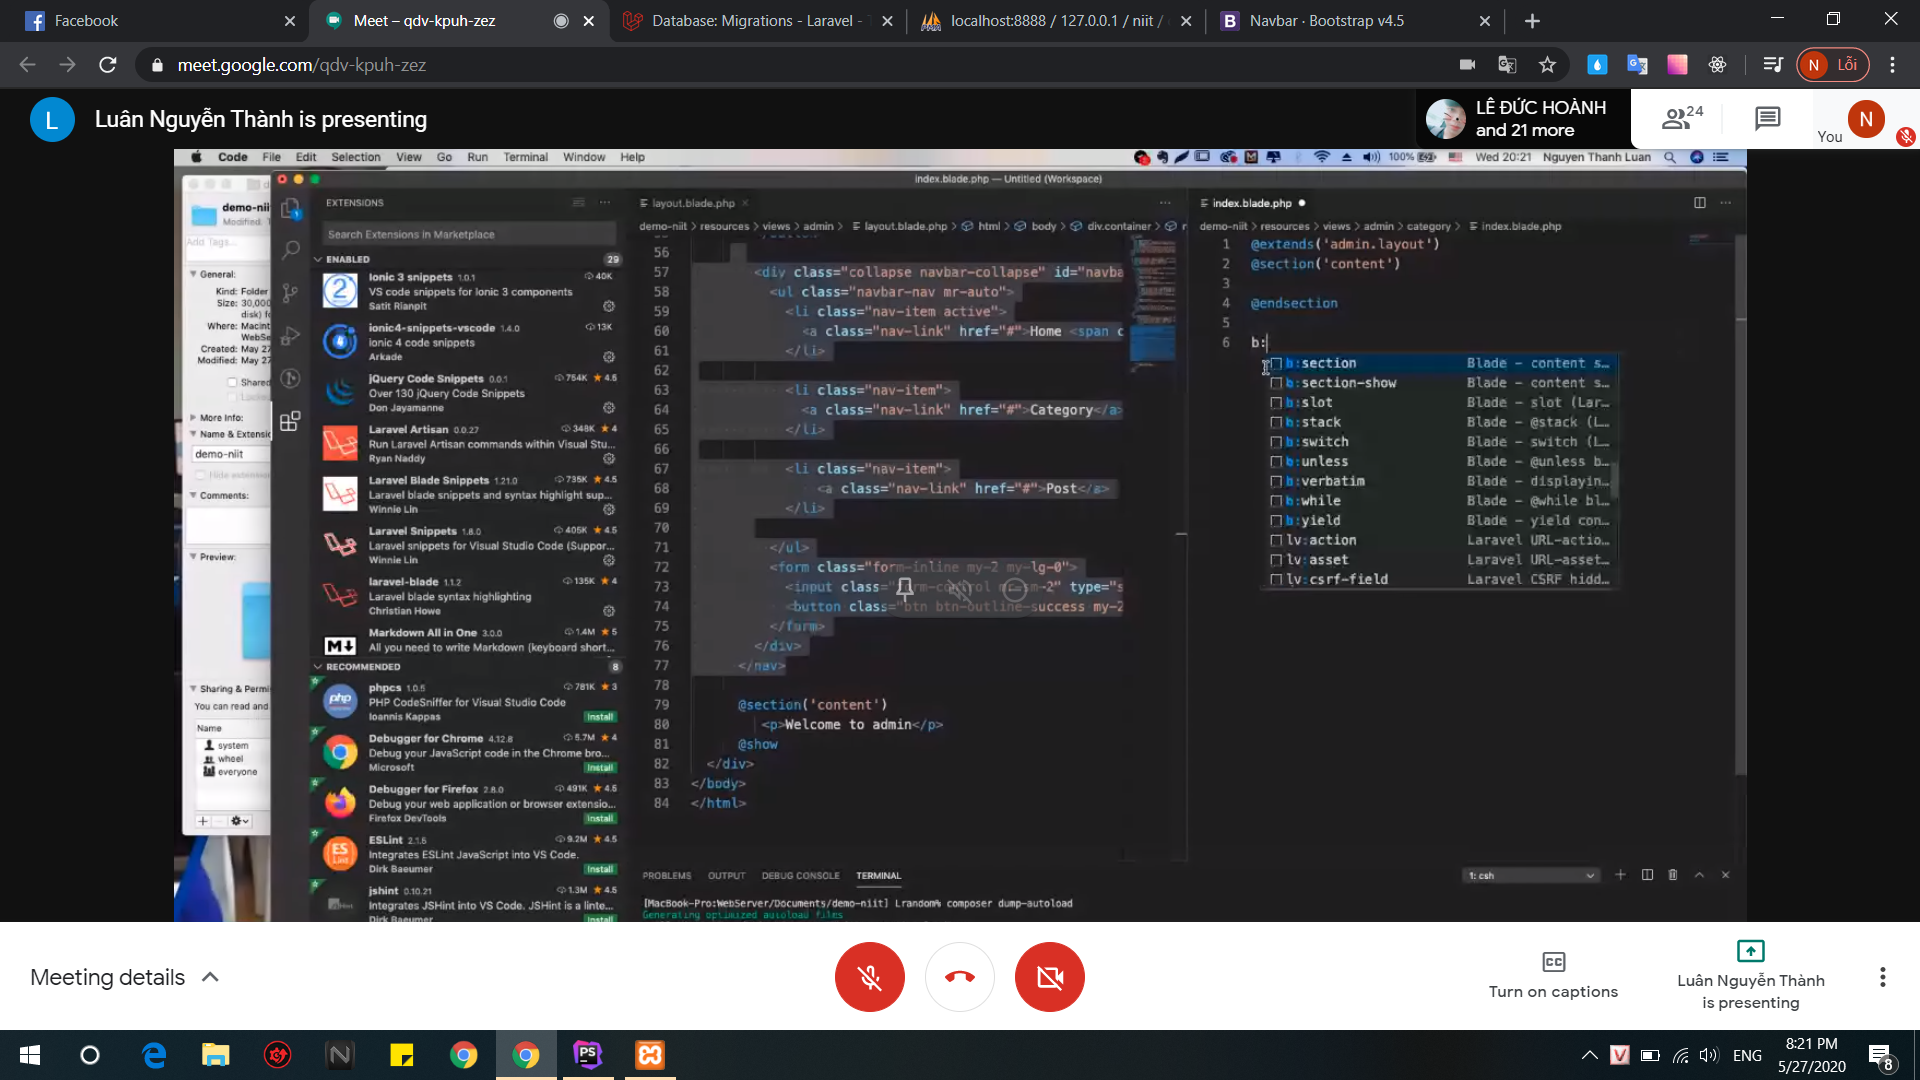 Facebook
Meet – qdv-kpuh-zez
Database: Migrations - Laravel -
localhost:8888 / 127.0.0.1 / niit /
Navbar · Bootstrap v4.5
meet.google.com/qdv-kpuh-zez
N Lỗi
L
Luân Nguyễn Thành is presenting
LÊ ĐỨC HOÀNH
and 21 more
24
You
N
Code File Edit Selection View Go Run Terminal Window Help
100% Wed 20:21 Nguyen Thanh Luan
index.blade.php — Untitled (Workspace)
demo-nii
Modified:
Add Tags...
General:
Kind: Folder
Size: 30,000
disk) f
Where: Macint
WebSe
Created: May 27
Modified: May 27
Shared
Locked
More Info:
Name & Extensio
demo-niit
Hide extension
Comments:
Preview:
Sharing & Permi
You can read and
Name
system
wheel
everyone
EXTENSIONS
Search Extensions in Marketplace
ENABLED 29
Ionic 3 snippets 1.0.1 40K
VS code snippets for Ionic 3 components
Satit Rianpit
ionic4-snippets-vscode 1.4.0 13K
ionic 4 code snippets
Arkade
jQuery Code Snippets 0.0.1 754K 4.5
Over 130 jQuery Code Snippets
Don Jayamanne
Laravel Artisan 0.0.27 348K 4
Run Laravel Artisan commands within Visual Stu...
Ryan Naddy
Laravel Blade Snippets 1.21.0 735K 4.5
Laravel blade snippets and syntax highlight sup...
Winnie Lin
Laravel Snippets 1.8.0 405K 4.5
Laravel snippets for Visual Studio Code (Suppor...
Winnie Lin
laravel-blade 1.1.2 135K 4
Laravel blade syntax highlighting
Christian Howe
Markdown All in One 3.0.0 1.4M 5
All you need to write Markdown (keyboard short...
RECOMMENDED 8
phpcs 1.0.5 781K 3
PHP CodeSniffer for Visual Studio Code
Ioannis Kappas Install
Debugger for Chrome 4.12.8 5.7M 4
Debug your JavaScript code in the Chrome bro...
Microsoft Install
Debugger for Firefox 2.8.0 491K 4.5
Debug your web application or browser extensio...
Firefox DevTools Install
ESLint 2.1.5 9.2M 4.5
Integrates ESLint JavaScript into VS Code.
Dirk Baeumer Install
jshint 0.10.21 1.3M 4.5
Integrates JSHint into VS Code. JSHint is a linte...
Dirk Baeumer Install
layout.blade.php
demo-niit > resources > views > admin > layout.blade.php > html > body > div.container >
56
57 <div class="collapse navbar-collapse" id="navba
58 <ul class="navbar-nav mr-auto">
59 <li class="nav-item active">
60 <a class="nav-link" href="#">Home <span c
61 </li>
62
63 <li class="nav-item">
64 <a class="nav-link" href="#">Category</a>
65 </li>
66
67 <li class="nav-item">
68 <a class="nav-link" href="#">Post</a>
69 </li>
70
71 </ul>
72 <form class="form-inline my-2 my-lg-0">
73 <input class="form-control mr-sm-2" type="s
74 <button class="btn btn-outline-success my-2
75 </form>
76 </div>
77 </nav>
78
79 @section('content')
80 <p>Welcome to admin</p>
81 @show
82 </div>
83 </body>
84 </html>
index.blade.php
demo-niit > resources > views > admin > category > index.blade.php
1 @extends('admin.layout')
2 @section('content')
3
4 @endsection
5
6 b:
b:section Blade – content s...
b:section-show Blade – content s...
b:slot Blade – slot (Lar...
b:stack Blade – @stack (L...
b:switch Blade – switch (L...
b:unless Blade – @unless b...
b:verbatim Blade – displayin...
b:while Blade – @while bl...
b:yield Blade – yield con...
lv:action Laravel URL-actio...
lv:asset Laravel URL-asset...
lv:csrf-field Laravel CSRF hidd...
PROBLEMS OUTPUT DEBUG CONSOLE TERMINAL
1: csh
[MacBook-Pro:WebServer/Documents/demo-niit] Lrandom% composer dump-autoload
Generating optimized autoload files
Meeting details
Turn on captions
Luân Nguyễn Thành
is presenting
ENG
8:21 PM
5/27/2020
8